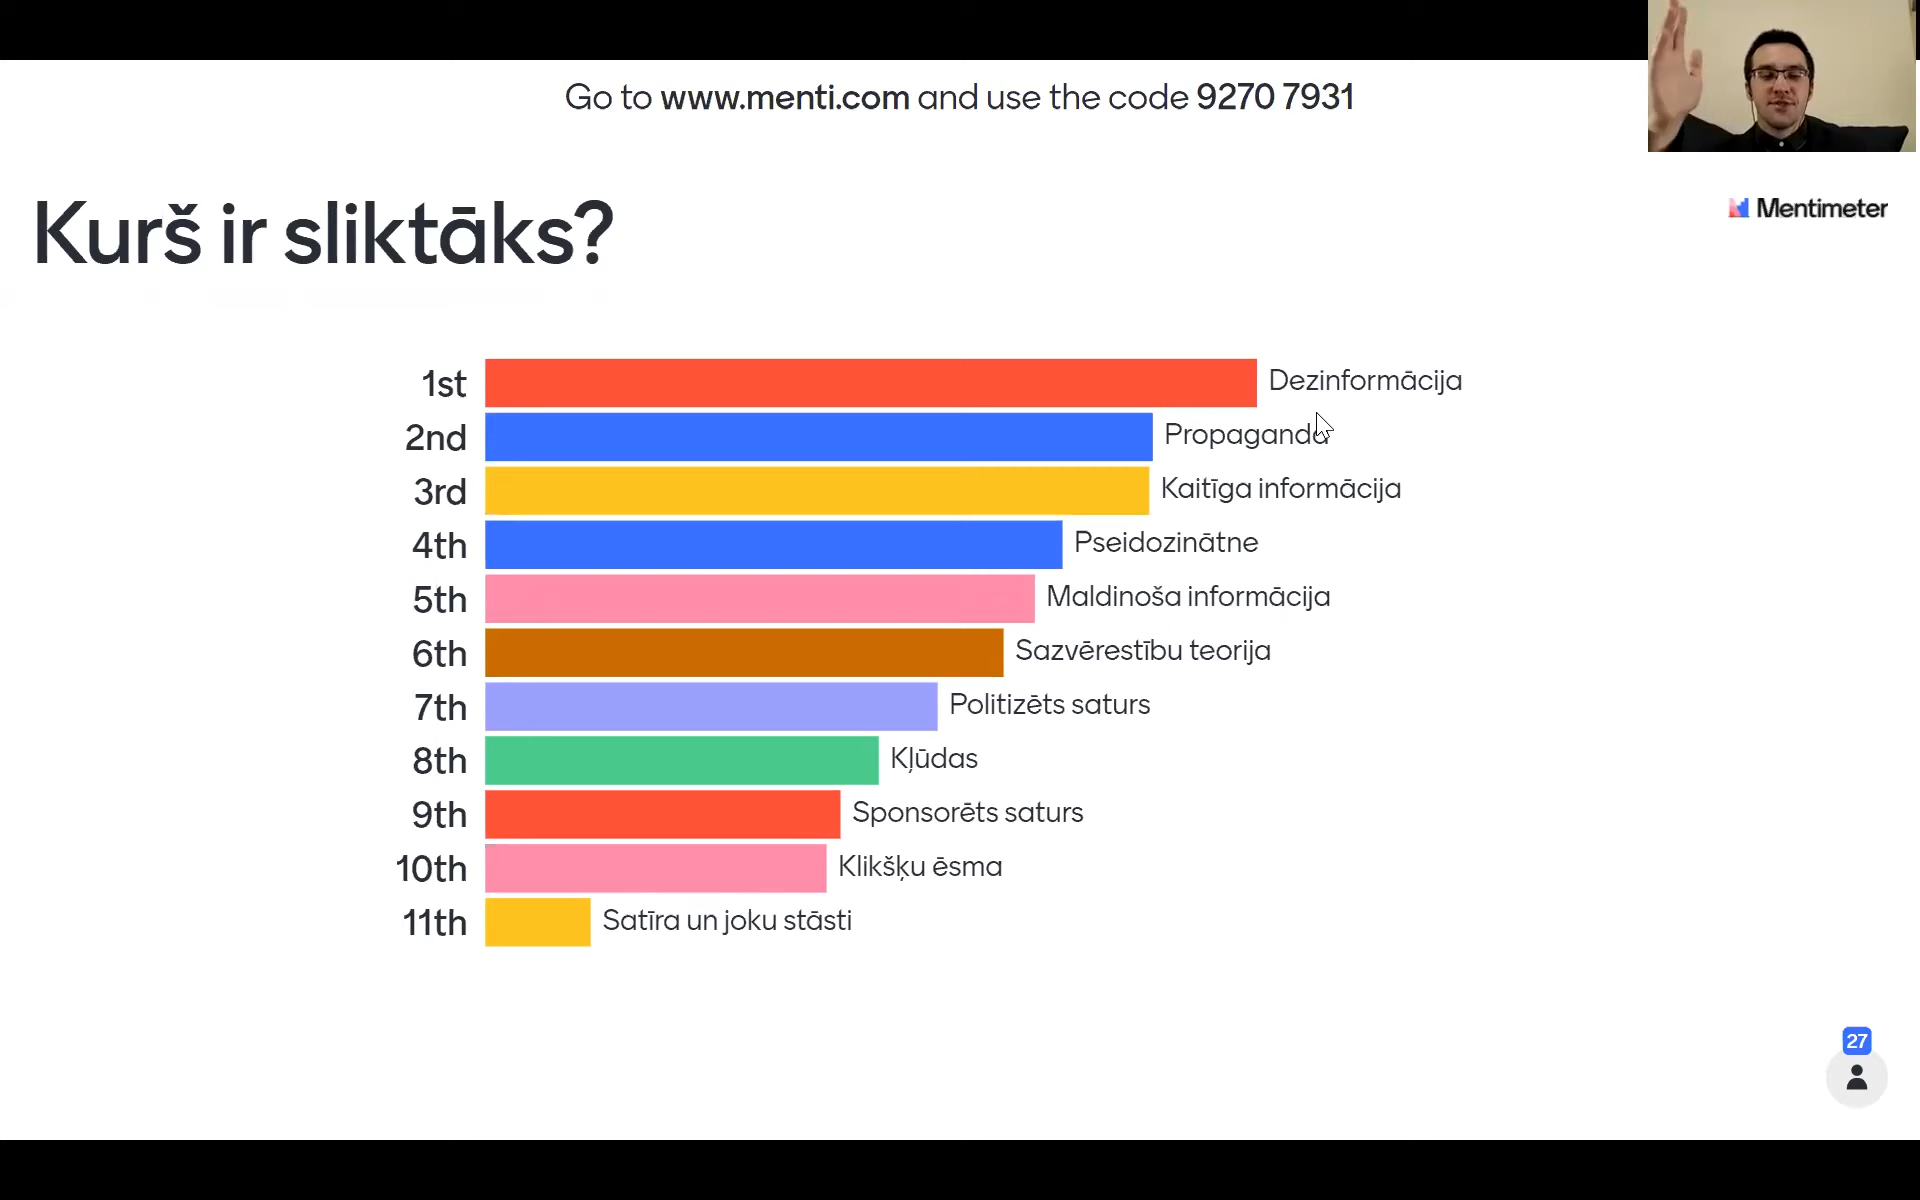 Go to www.menti.com and use the code 9270 7931
Kurš ir sliktāks?
Mentimeter
1st Dezinformācija
2nd Propaganda
3rd Kaitīga informācija
4th Pseidozinātne
5th Maldinoša informācija
6th Sazvērestību teorija
7th Politizēts saturs
8th Kļūdas
9th Sponsorēts saturs
10th Klikšķu ēsma
11th Satīra un joku stāsti
27